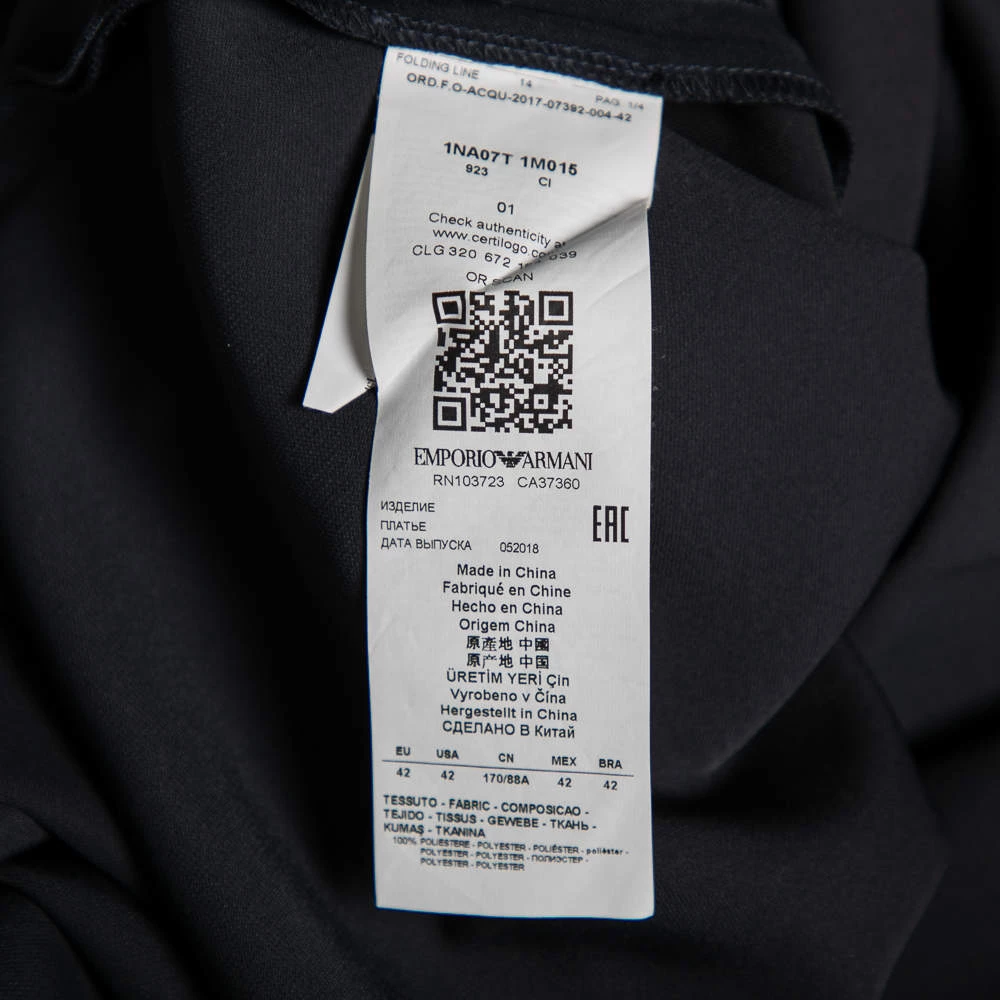 FOLDING LINE 14 PAG. 1/4
ORD.F.O-ACQU-2017-07392-004-42
1NA07T 1M015
923 CI
01
Check authenticity
www.certilogo
CLG 320 672 039
OR SCAN
EMPORIO ARMANI
RN103723 CA37360
ИЗДЕЛИЕ
ПЛАТЬЕ
EAC
ДАТА ВЫПУСКА 052018
Made in China
Fabriqué en Chine
Hecho en China
Origem China
原產地 中國
原产地 中国
ÜRETİM YERİ Çin
Vyrobeno v Čína
Hergestellt in China
СДЕЛАНО В Китай
EU USA CN MEX BRA
42 42 170/88A 42 42
TESSUTO - FABRIC - COMPOSICAO -
TEJIDO - TISSUS - GEWEBE - ТКАНЬ -
KUMAŞ - TKANINA
100% POLIESTERE - POLYESTER - POLIÉSTER - poliéster -
POLYESTER - POLYESTER - ПОЛИЭСТЕР -
POLYESTER - POLYESTER